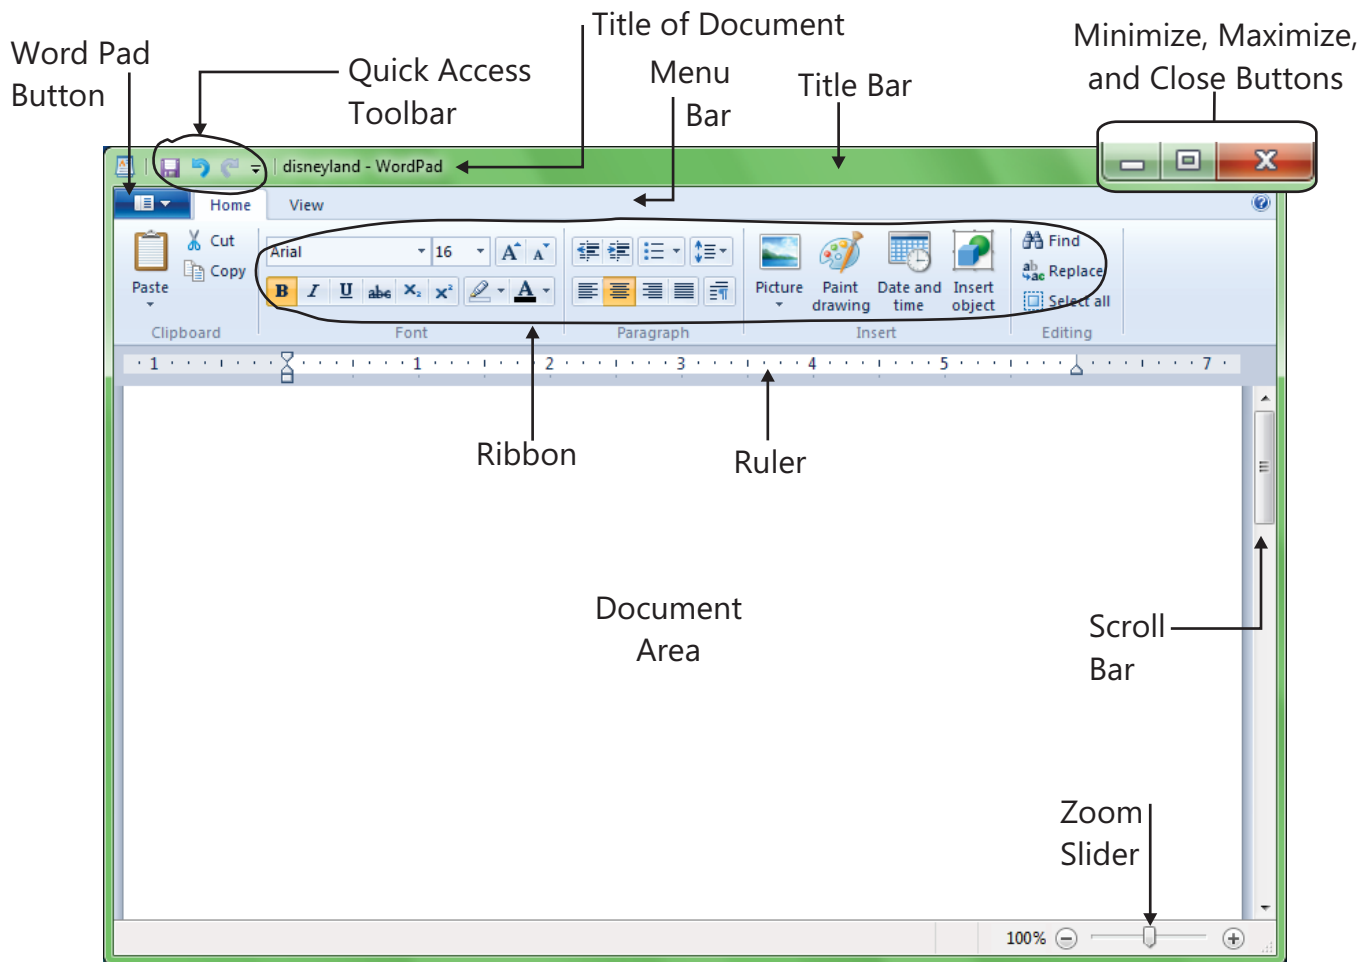 Title of Document
Word Pad
Button
Quick Access
Toolbar
Menu
Bar
Title Bar
Minimize, Maximize,
and Close Buttons
disneyland - WordPad
Home View
Paste
Cut
Copy
Clipboard
Arial 16
A A
B I U abc X₂ X² A
Font
Paragraph
Picture
Paint
drawing
Date and
time
Insert
object
Insert
Find
Replace
Select all
Editing
1 1 2 3 4 5 7
Ribbon
Ruler
Document
Area
Scroll
Bar
Zoom
Slider
100%